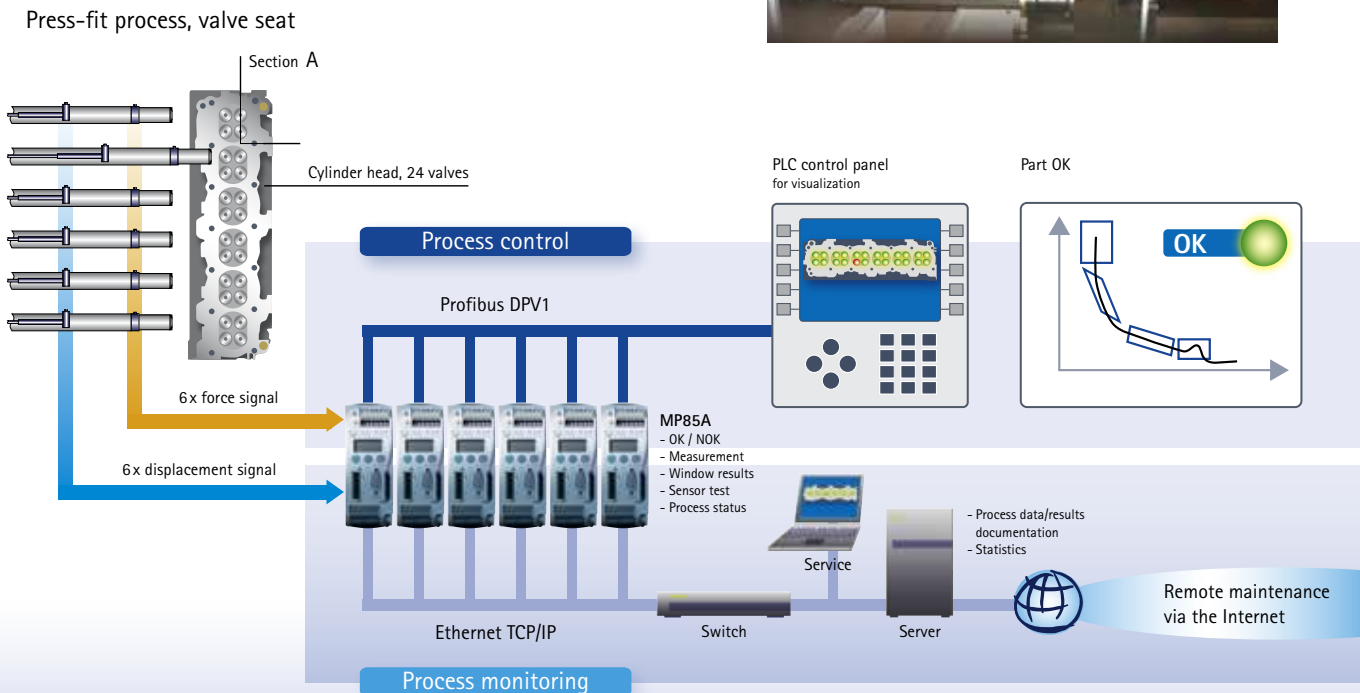 Press-fit process, valve seat
Section A
Cylinder head, 24 valves
PLC control panel
for visualization
Part OK
Process control
OK
Profibus DPV1
6x force signal
6x displacement signal
MP85A
- OK / NOK
- Measurement
- Window results
- Sensor test
- Process status
- Process data/results
documentation
- Statistics
Service
Remote maintenance
via the Internet
Ethernet TCP/IP
Switch
Server
Process monitoring